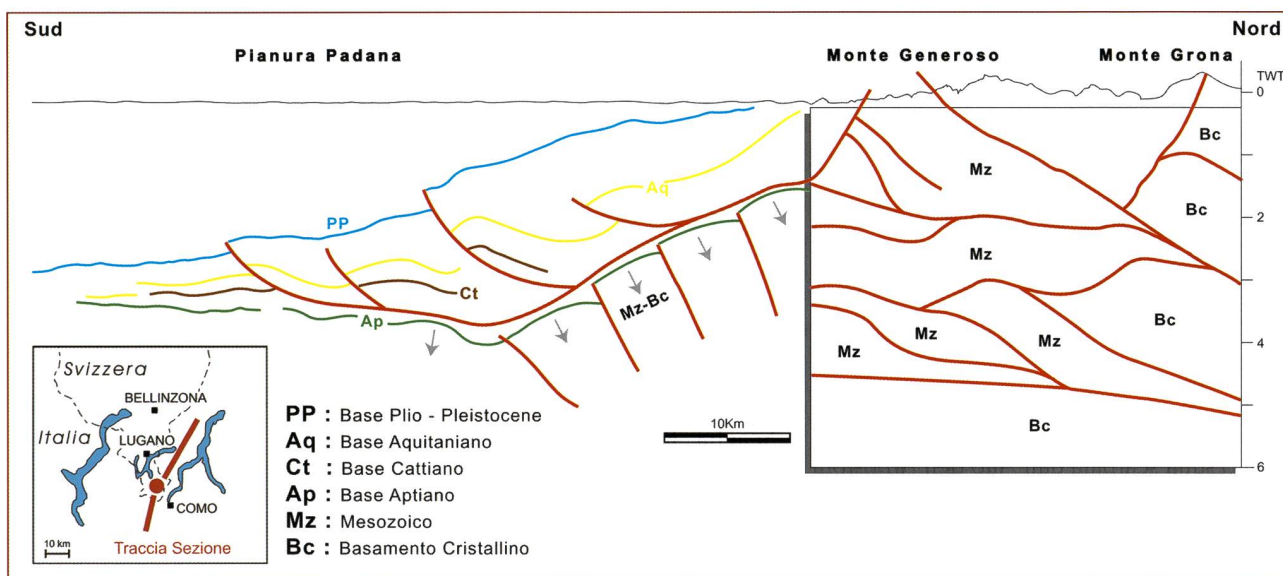 Sud
Nord
Pianura Padana
Monte Generoso
Monte Grona
TWT
0
2
4
6
Bc
Mz
Aq
Bc
PP
Mz
Ct
Mz-Bc
Ap
Bc
Mz
Mz
Mz
Bc
10Km
Svizzera
BELLINZONA
Italia
LUGANO
COMO
10 km
Traccia Sezione
PP : Base Plio - Pleistocene
Aq : Base Aquitaniano
Ct : Base Cattiano
Ap : Base Aptiano
Mz : Mesozoico
Bc : Basamento Cristallino